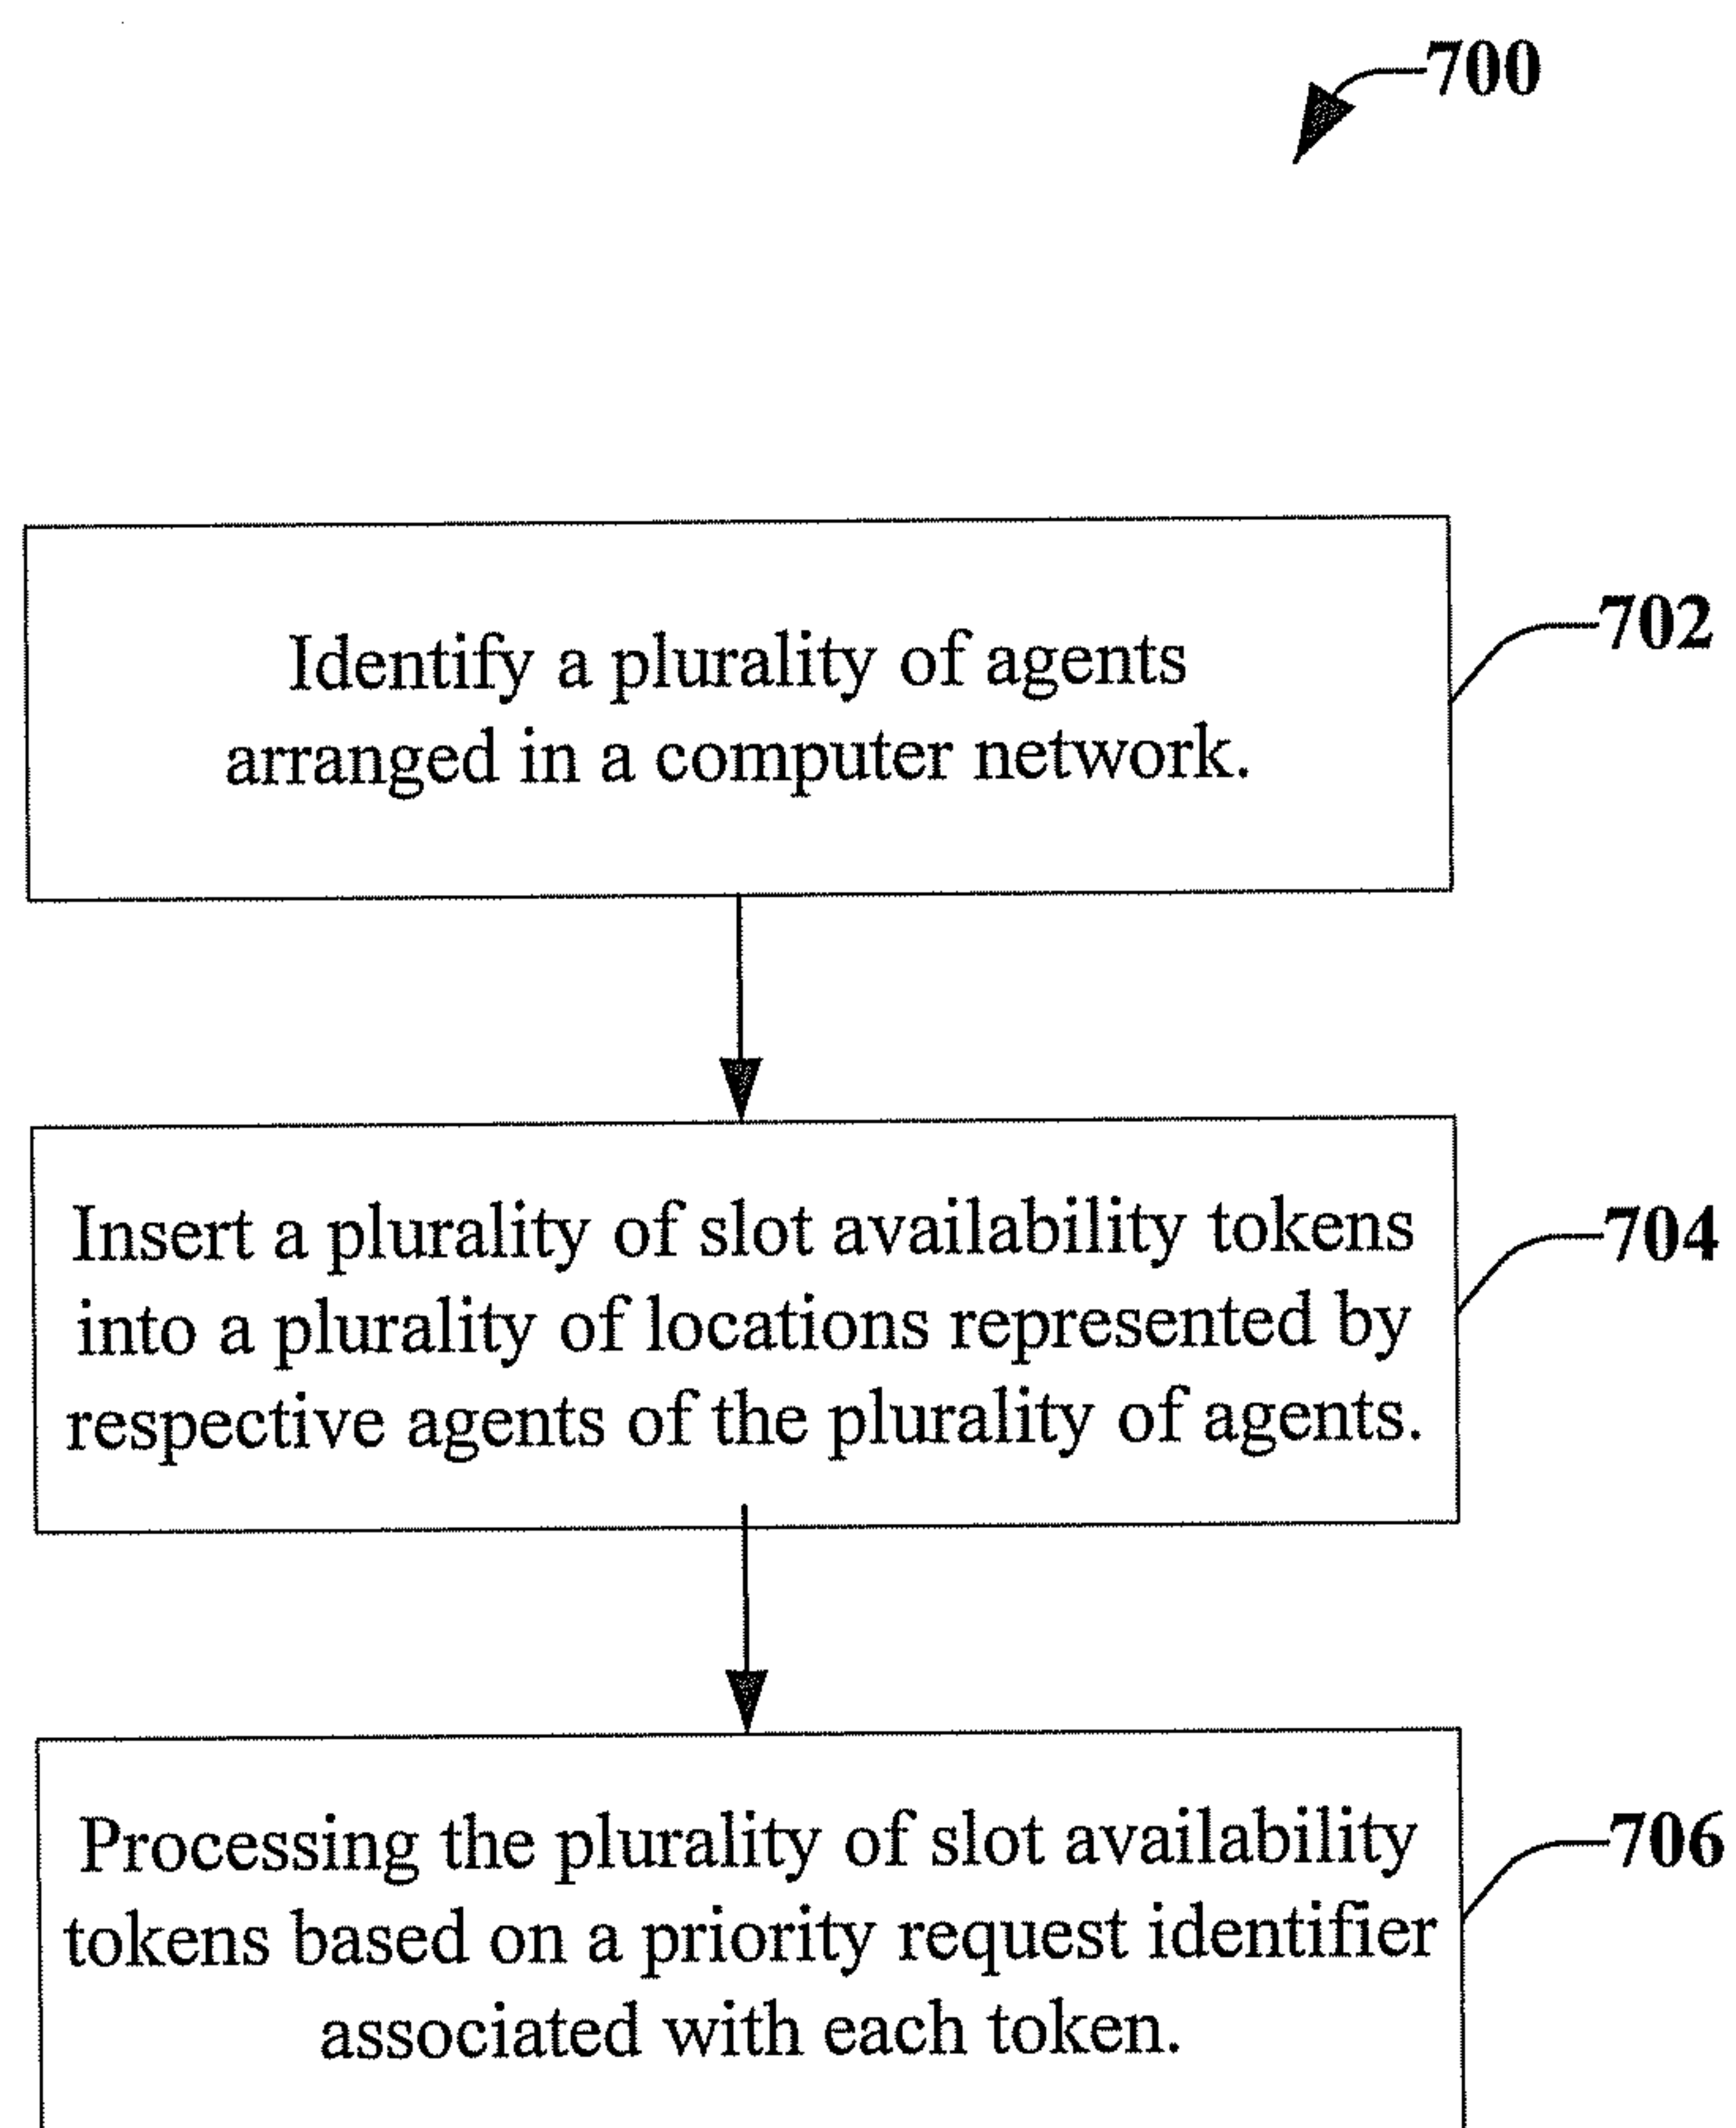 700
Identify a plurality of agents
arranged in a computer network.
702
Insert a plurality of slot availability tokens
into a plurality of locations represented by
respective agents of the plurality of agents.
704
Processing the plurality of slot availability
tokens based on a priority request identifier
associated with each token.
706